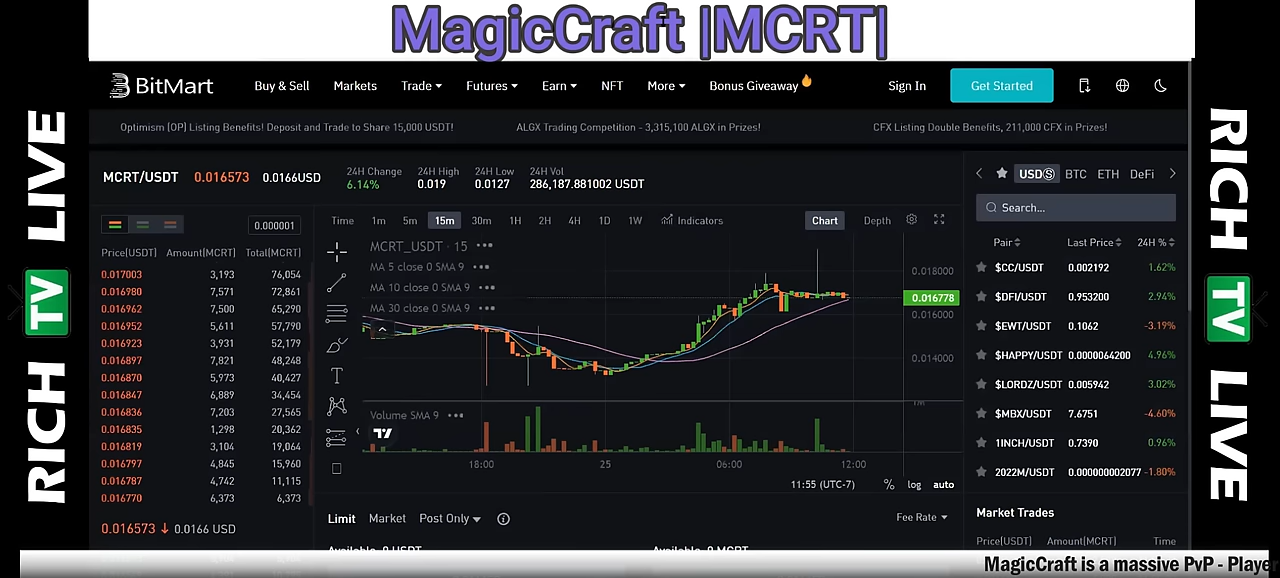 MagicCraft |MCRT|
BitMart Buy & Sell Markets Trade Futures Earn NFT More Bonus Giveaway Sign In Get Started
Optimism (OP) Listing Benefits! Deposit and Trade to Share 15,000 USDT! ALGX Trading Competition - 3,315,100 ALGX in Prizes! CFX Listing Double Benefits, 211,000 CFX in Prizes!
RICH TV LIVE
MCRT/USDT 0.016573 0.0166USD
24H Change 24H High 24H Low 24H Vol
6.14% 0.019 0.0127 286,187.881002 USDT
0.000001
Price(USDT) Amount(MCRT) Total(MCRT)
0.017003 3,193 76,054
0.016980 7,571 72,861
0.016962 7,500 65,290
0.016952 5,611 57,790
0.016923 3,931 52,179
0.016897 7,821 48,248
0.016870 5,973 40,427
0.016847 6,889 34,454
0.016836 7,203 27,565
0.016835 1,298 20,362
0.016819 3,104 19,064
0.016797 4,845 15,960
0.016787 4,742 11,115
0.016770 6,373 6,373
0.016573 ↓ 0.0166 USD
Time 1m 5m 15m 30m 1H 2H 4H 1D 1W Indicators Chart Depth
MCRT_USDT · 15
MA 5 close 0 SMA 9
MA 10 close 0 SMA 9
MA 30 close 0 SMA 9
0.018000
0.016778
0.016000
0.014000
Volume SMA 9
18:00 25 06:00 12:00
11:55 (UTC-7) % log auto
Limit Market Post Only Fee Rate
Available 0 USDT Available 0 MCRT
USD BTC ETH DeFi
Search...
Pair Last Price 24H %
$CC/USDT 0.002192 1.62%
$DFI/USDT 0.953200 2.94%
$EWT/USDT 0.1062 -3.19%
$HAPPY/USDT 0.0000064200 4.96%
$LORDZ/USDT 0.005942 3.02%
$MBX/USDT 7.6751 -4.60%
1INCH/USDT 0.7390 0.96%
2022M/USDT 0.000000002077 -1.80%
Market Trades
Price(USDT) Amount(MCRT) Time
RICH TV LIVE
MagicCraft is a massive PvP - Player